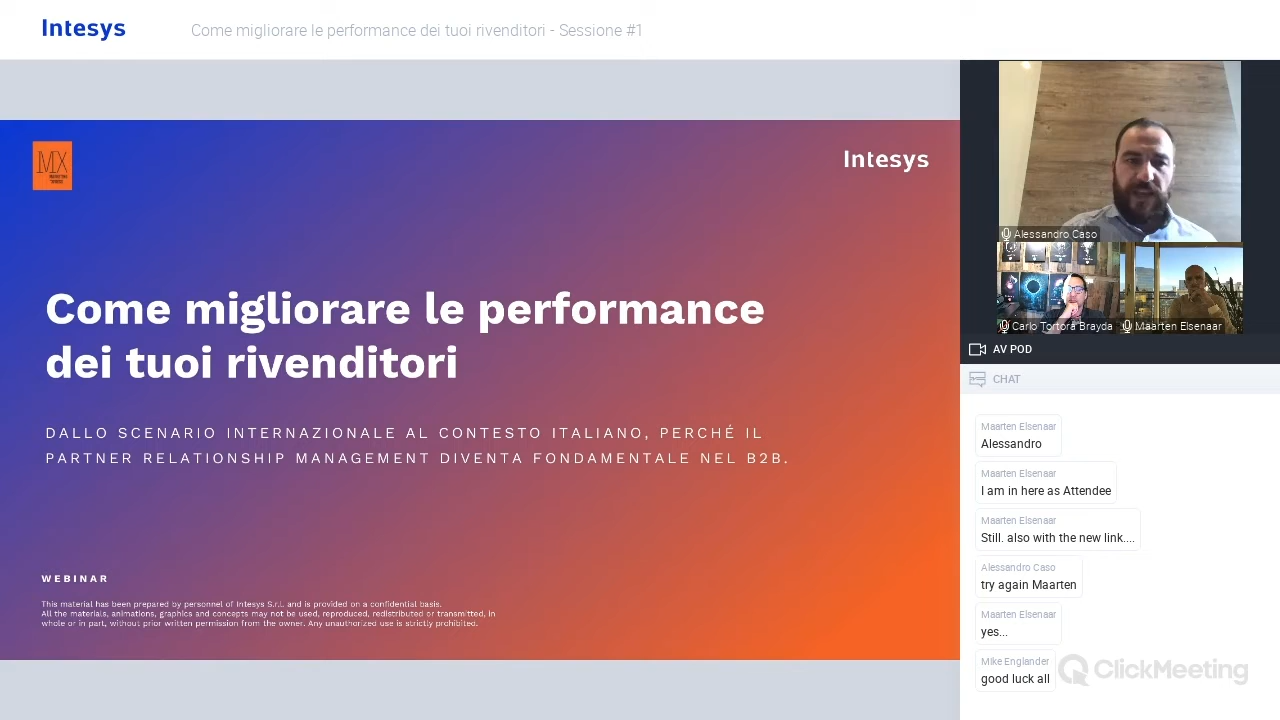 Intesys
Come migliorare le performance dei tuoi rivenditori - Sessione #1
MX
Intesys
Come migliorare le performance
dei tuoi rivenditori
DALLO SCENARIO INTERNAZIONALE AL CONTESTO ITALIANO, PERCHÉ IL
PARTNER RELATIONSHIP MANAGEMENT DIVENTA FONDAMENTALE NEL B2B.
WEBINAR
This material has been prepared by personnel of Intesys S.r.l. and is provided on a confidential basis.
All the materials, animations, graphics and concepts may not be used, reproduced, redistributed or transmitted, in
whole or in part, without prior written permission from the owner. Any unauthorized use is strictly prohibited.
Alessandro Caso
Carlo Tortora Brayda
Maarten Elsenaar
AV POD
CHAT
Maarten Elsenaar
Alessandro
Maarten Elsenaar
I am in here as Attendee
Maarten Elsenaar
Still. also with the new link....
Alessandro Caso
try again Maarten
Maarten Elsenaar
yes...
Mike Englander
good luck all
ClickMeeting